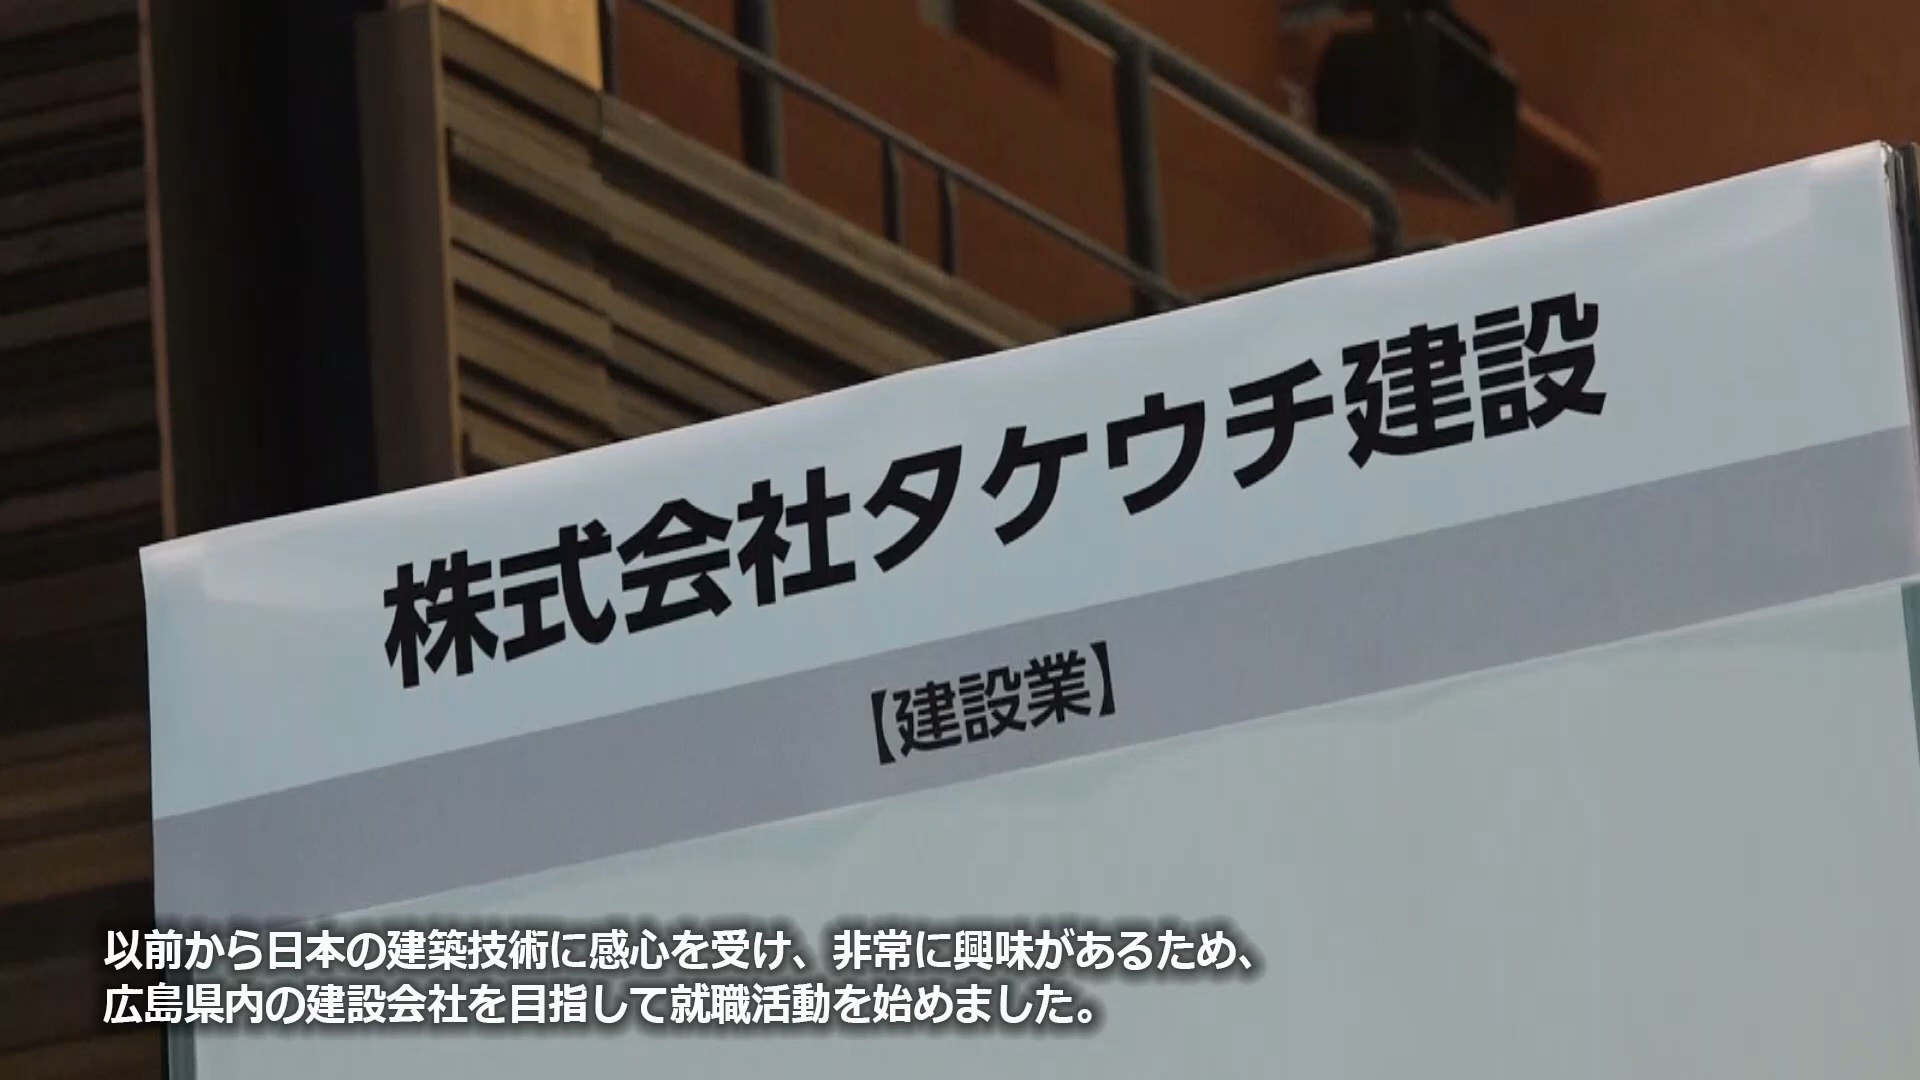 株式会社タケウチ建設
【建設業】
以前から日本の建築技術に感心を受け、非常に興味があるため、
広島県内の建設会社を目指して就職活動を始めました。